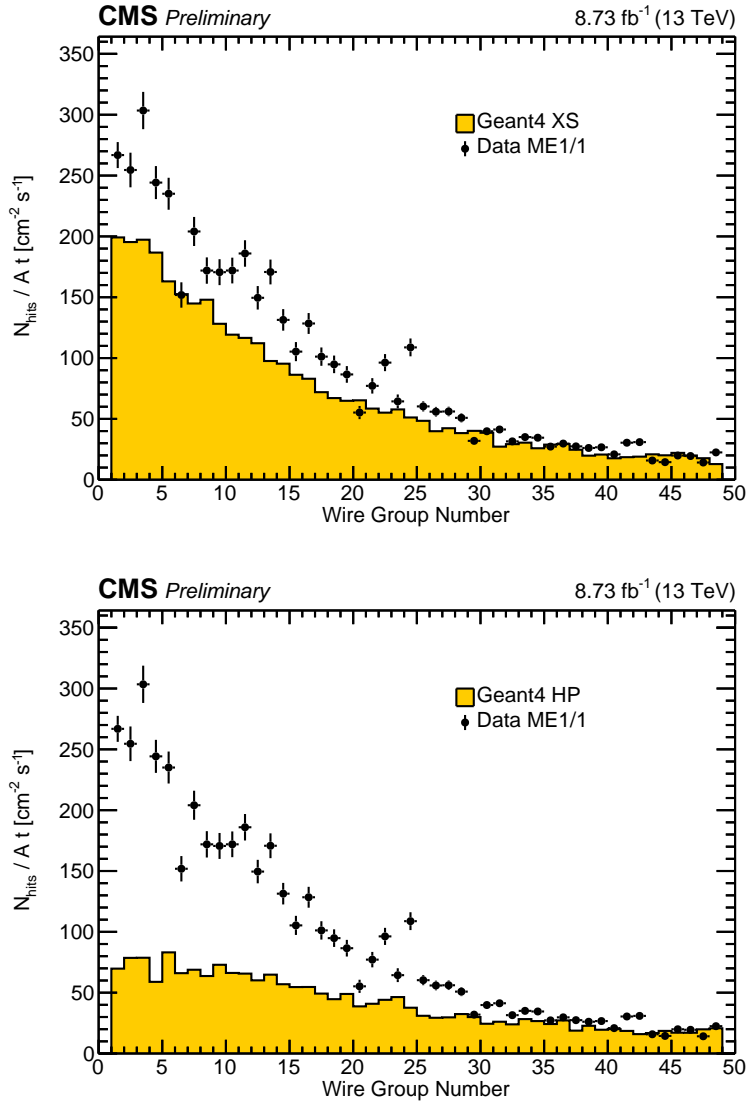 CMS Preliminary 8.73 fb⁻¹ (13 TeV)
350
300
250
200
150
100
50
0
N_hits / A t [cm⁻² s⁻¹]
Geant4 XS
Data ME1/1
0 5 10 15 20 25 30 35 40 45 50
Wire Group Number
CMS Preliminary 8.73 fb⁻¹ (13 TeV)
350
300
250
200
150
100
50
0
N_hits / A t [cm⁻² s⁻¹]
Geant4 HP
Data ME1/1
0 5 10 15 20 25 30 35 40 45 50
Wire Group Number